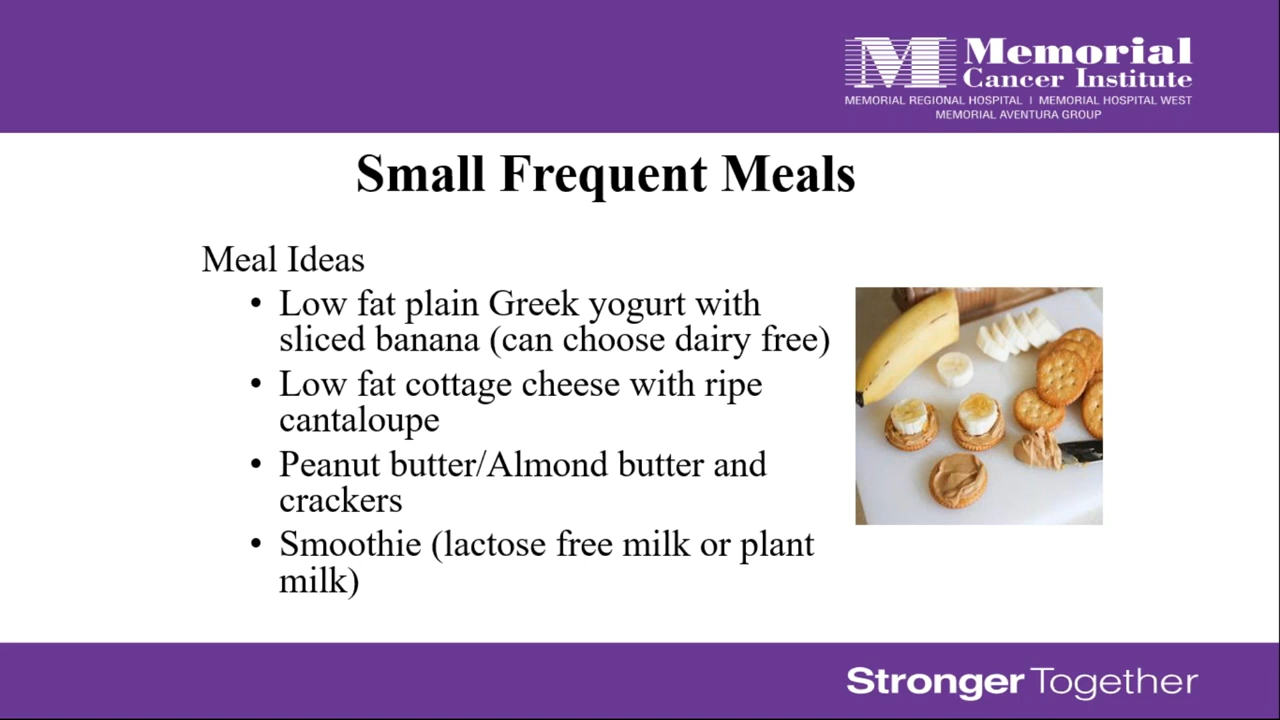 Memorial
Cancer Institute
MEMORIAL REGIONAL HOSPITAL | MEMORIAL HOSPITAL WEST
MEMORIAL AVENTURA GROUP
Small Frequent Meals
Meal Ideas
• Low fat plain Greek yogurt with
sliced banana (can choose dairy free)
• Low fat cottage cheese with ripe
cantaloupe
• Peanut butter/Almond butter and
crackers
• Smoothie (lactose free milk or plant
milk)
Stronger Together